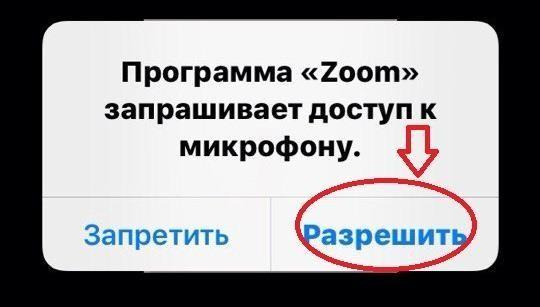 Программа «Zoom»
запрашивает доступ к
микрофону.
Запретить
Разрешить